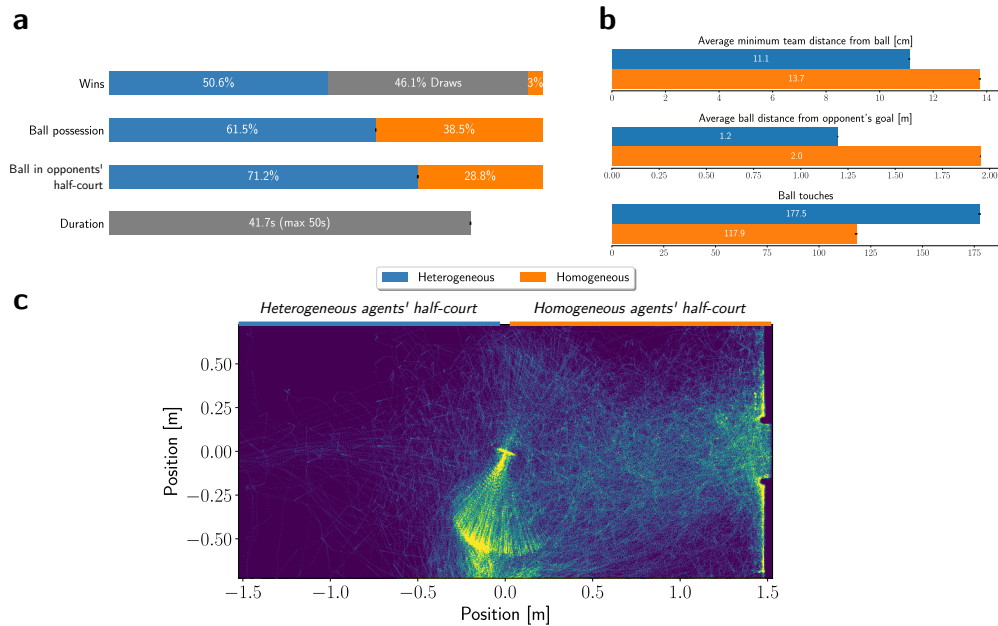 a
Wins
50.6%
46.1% Draws
3%
Ball possession
61.5%
38.5%
Ball in opponents'
half-court
71.2%
28.8%
Duration
41.7s (max 50s)
b
Average minimum team distance from ball [cm]
11.1
13.7
0 2 4 6 8 10 12 14
Average ball distance from opponent's goal [m]
1.2
2.0
0.00 0.25 0.50 0.75 1.00 1.25 1.50 1.75 2.00
Ball touches
177.5
117.9
0 25 50 75 100 125 150 175
Heterogeneous Homogeneous
c
Heterogeneous agents' half-court Homogeneous agents' half-court
Position [m]
0.50
0.25
0.00
−0.25
−0.50
−1.5 −1.0 −0.5 0.0 0.5 1.0 1.5
Position [m]